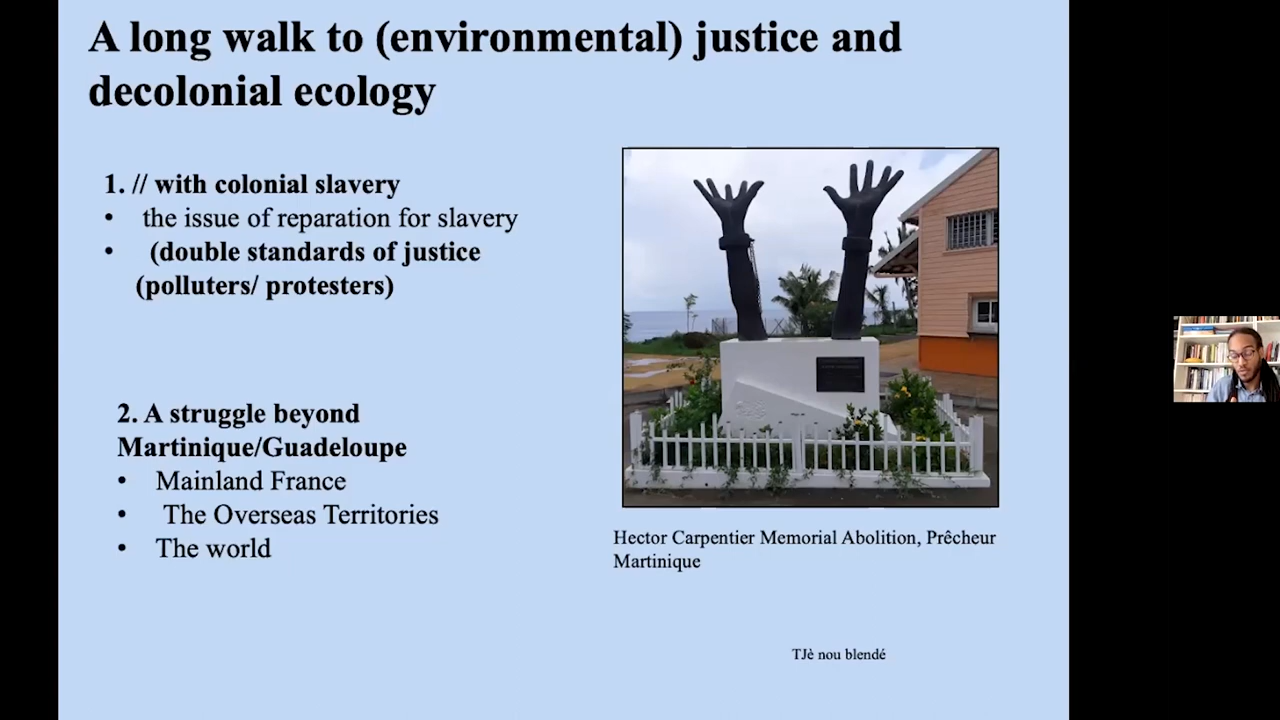 A long walk to (environmental) justice and
decolonial ecology
1. // with colonial slavery
• the issue of reparation for slavery
• (double standards of justice
(polluters/ protesters)
2. A struggle beyond
Martinique/Guadeloupe
• Mainland France
• The Overseas Territories
• The world
Hector Carpentier Memorial Abolition, Prêcheur
Martinique
TJè nou blendé